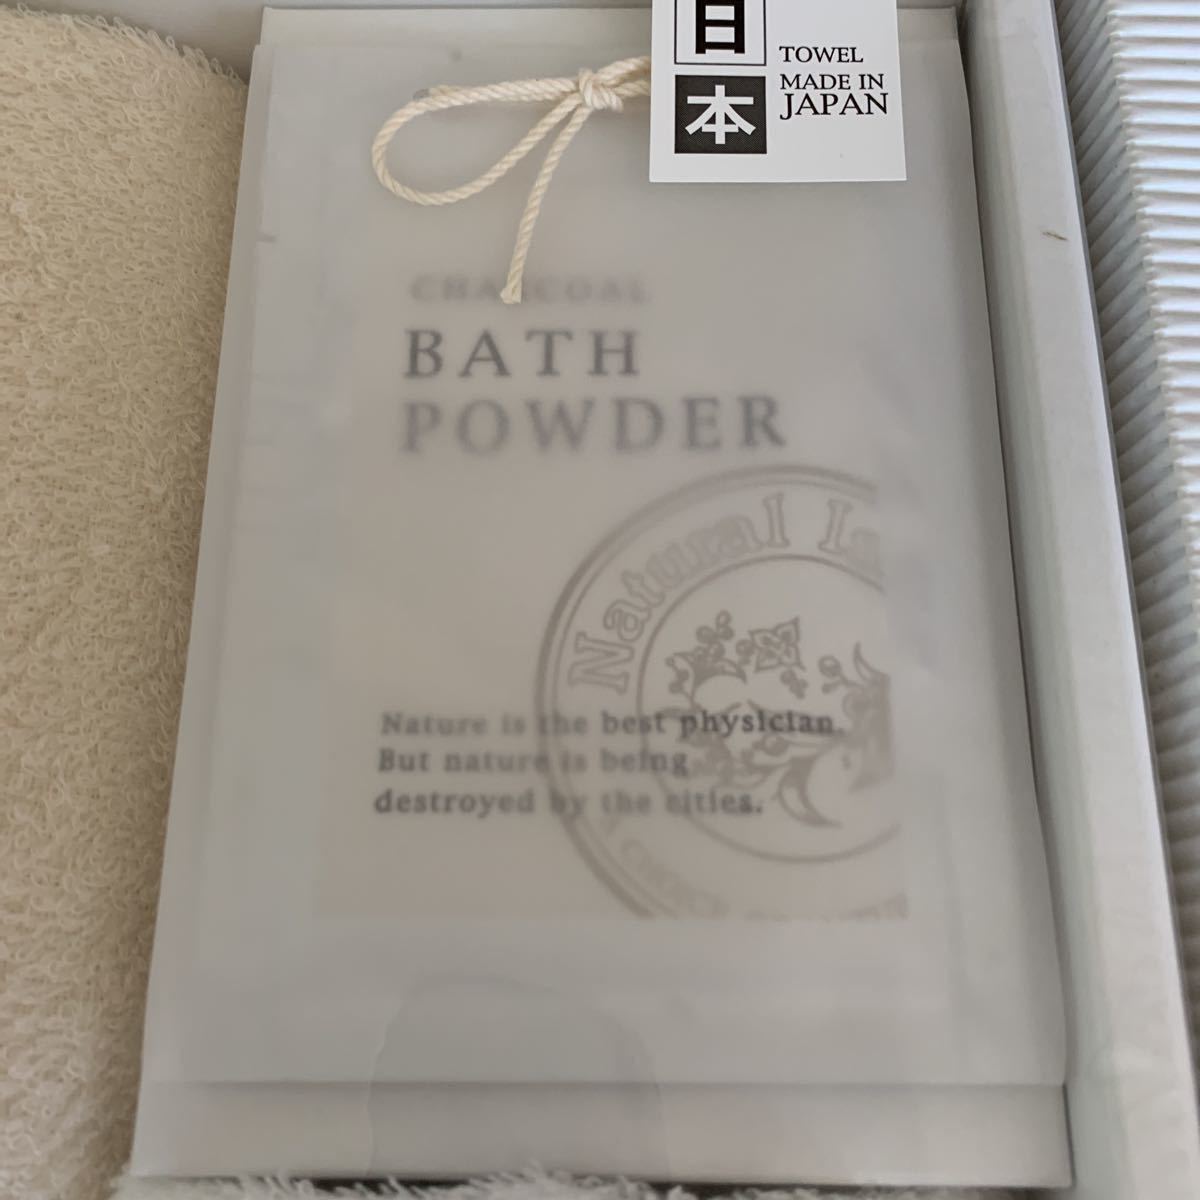 日
本
TOWEL
MADE IN
JAPAN
CHARCOAL
BATH
POWDER
Natural
Nature is the best physician.
But nature is being
destroyed by the cities.